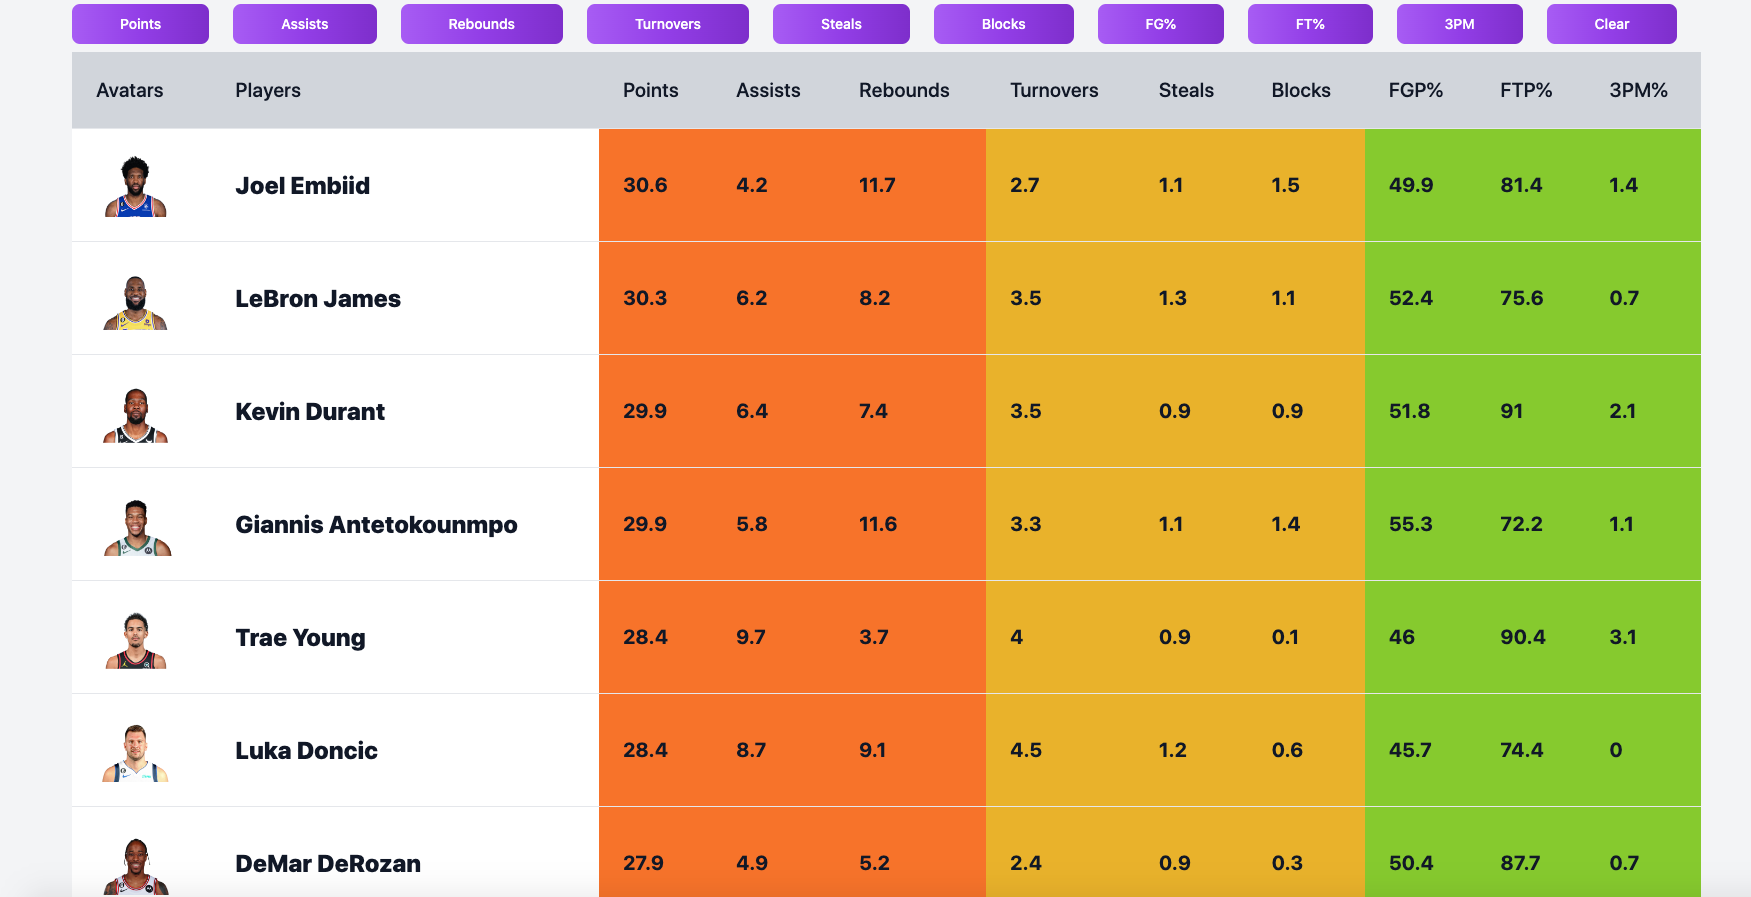 Points Assists Rebounds Turnovers Steals Blocks FG% FT% 3PM Clear
Avatars Players Points Assists Rebounds Turnovers Steals Blocks FGP% FTP% 3PM%
Joel Embiid 30.6 4.2 11.7 2.7 1.1 1.5 49.9 81.4 1.4
LeBron James 30.3 6.2 8.2 3.5 1.3 1.1 52.4 75.6 0.7
Kevin Durant 29.9 6.4 7.4 3.5 0.9 0.9 51.8 91 2.1
Giannis Antetokounmpo 29.9 5.8 11.6 3.3 1.1 1.4 55.3 72.2 1.1
Trae Young 28.4 9.7 3.7 4 0.9 0.1 46 90.4 3.1
Luka Doncic 28.4 8.7 9.1 4.5 1.2 0.6 45.7 74.4 0
DeMar DeRozan 27.9 4.9 5.2 2.4 0.9 0.3 50.4 87.7 0.7